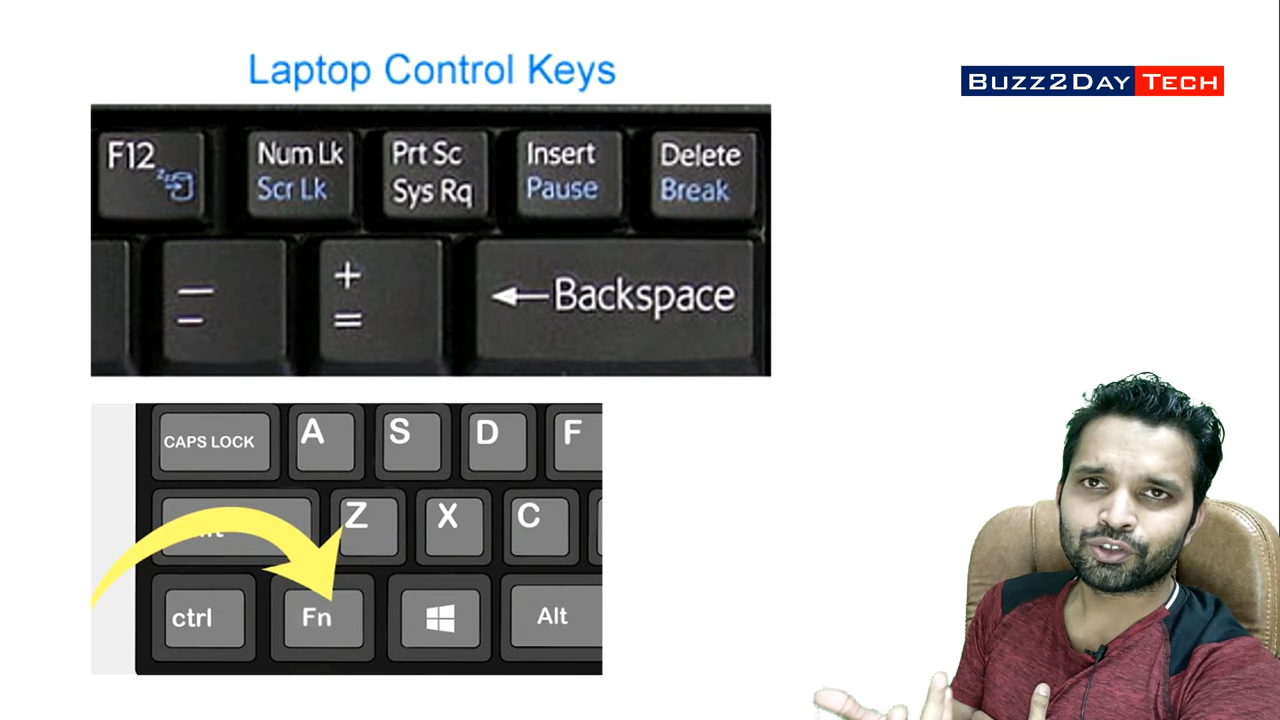 Laptop Control Keys
BUZZ2DAY TECH
F12 Num Lk Prt Sc Insert Delete
Scr Lk Sys Rq Pause Break
— +
- = ←Backspace
CAPS LOCK A S D F
Z X C
ctrl Fn Alt